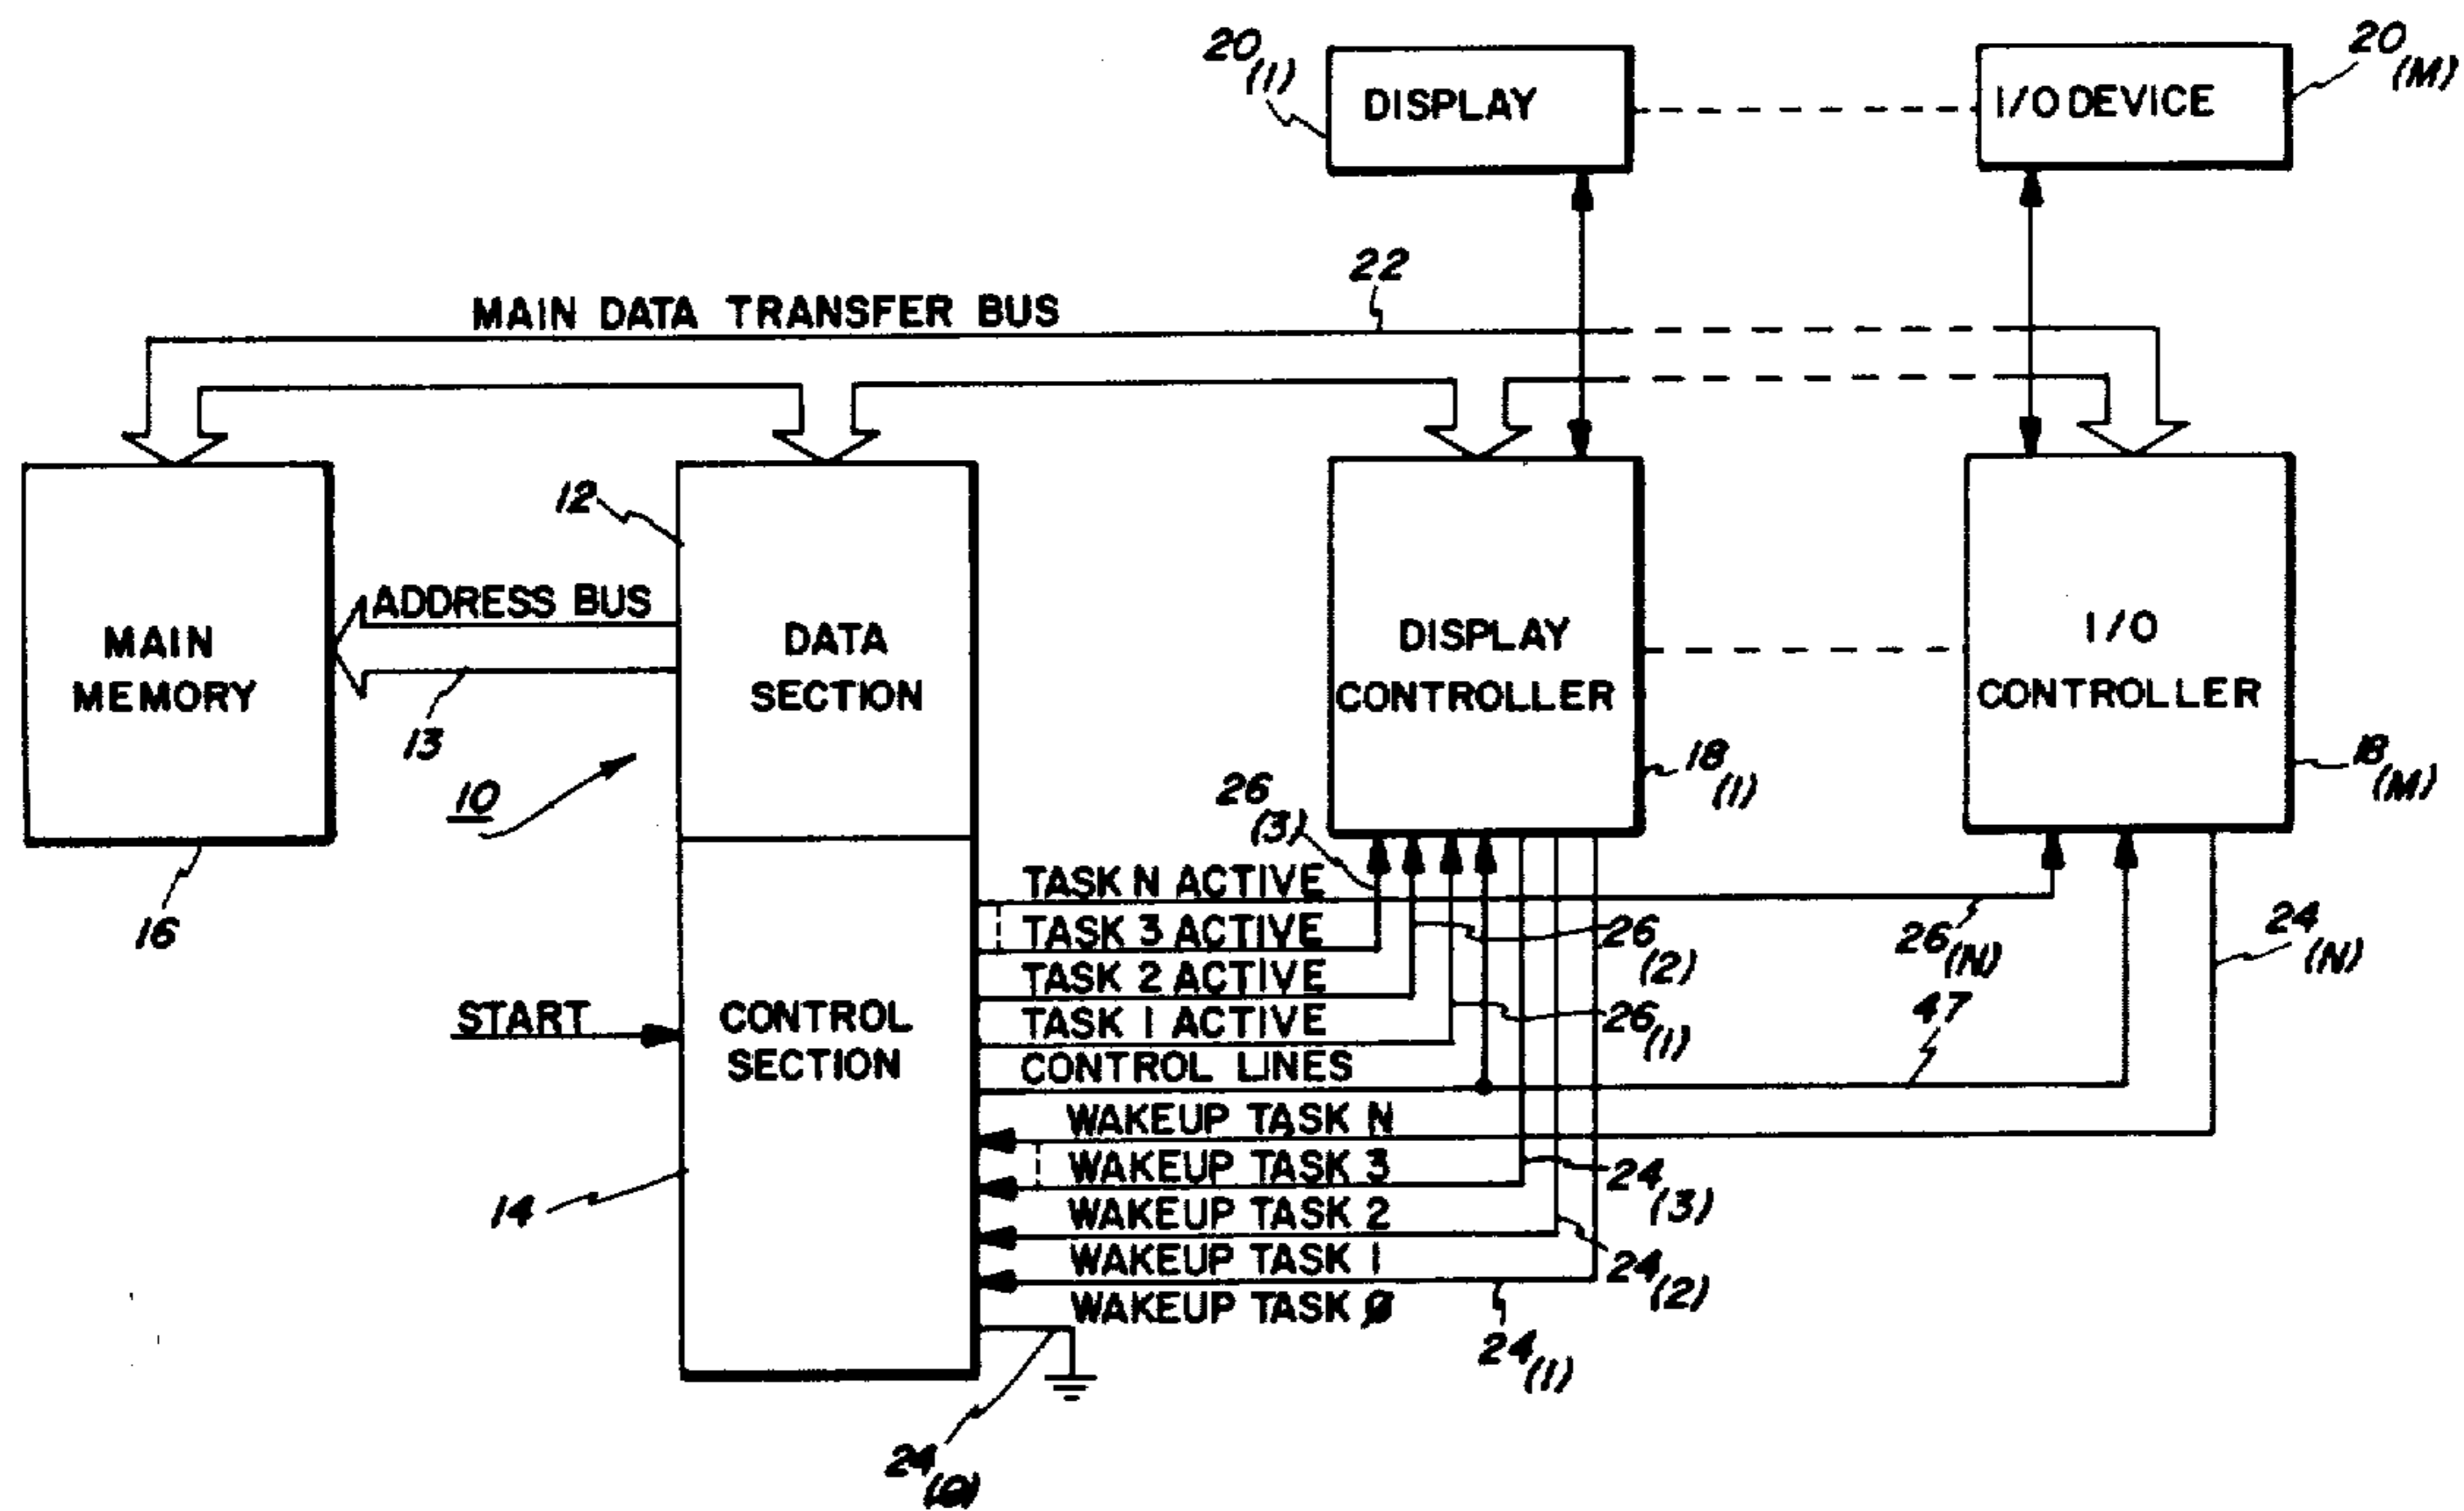 20 (1)
DISPLAY
I/O DEVICE
20 (M)
22
MAIN DATA TRANSFER BUS
12
ADDRESS BUS
MAIN
MEMORY
DATA
SECTION
DISPLAY
CONTROLLER
I/O
CONTROLLER
13
10
18 (1)
18 (M)
16
26 (3)
TASK N ACTIVE
TASK 3 ACTIVE
TASK 2 ACTIVE
TASK 1 ACTIVE
CONTROL LINES
26 (2)
26 (1)
26 (N)
24 (N)
47
START
CONTROL
SECTION
WAKEUP TASK N
WAKEUP TASK 3
WAKEUP TASK 2
WAKEUP TASK 1
WAKEUP TASK Ø
14
24 (3)
24 (2)
24 (1)
24 (0)